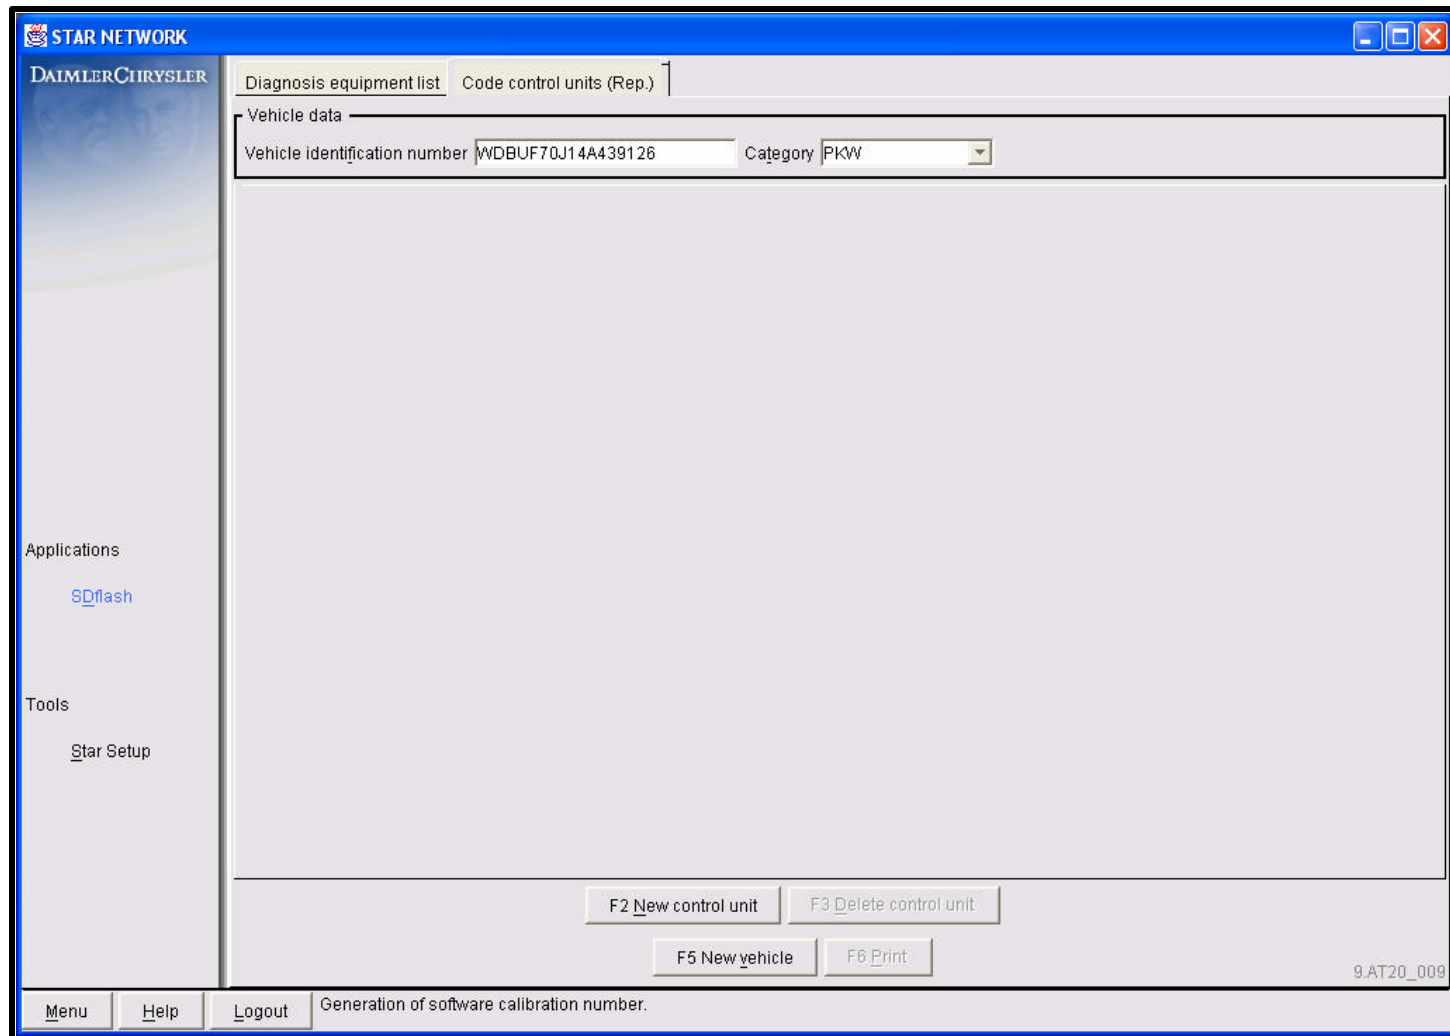 STAR NETWORK
DAIMLERCHRYSLER
Diagnosis equipment list Code control units (Rep.)
Vehicle data
Vehicle identification number WDBUF70J14A439126 Category PKW
Applications
SDflash
Tools
Star Setup
F2 New control unit F3 Delete control unit
F5 New vehicle F6 Print
9.AT20_009
Menu Help Logout Generation of software calibration number.